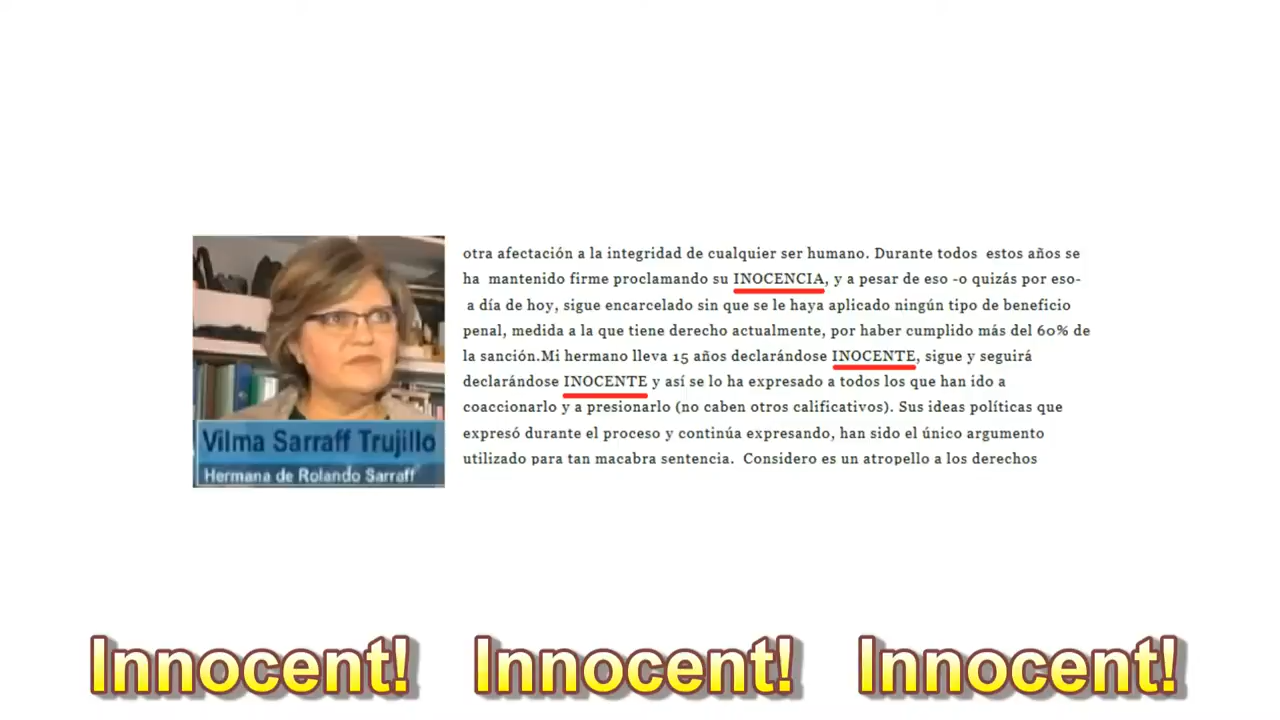 otra afectación a la integridad de cualquier ser humano. Durante todos estos años se
ha mantenido firme proclamando su INOCENCIA, y a pesar de eso -o quizás por eso-
a día de hoy, sigue encarcelado sin que se le haya aplicado ningún tipo de beneficio
penal, medida a la que tiene derecho actualmente, por haber cumplido más del 60% de
la sanción.Mi hermano lleva 15 años declarándose INOCENTE, sigue y seguirá
declarándose INOCENTE y así se lo ha expresado a todos los que han ido a
coaccionarlo y a presionarlo (no caben otros calificativos). Sus ideas políticas que
expresó durante el proceso y continúa expresando, han sido el único argumento
utilizado para tan macabra sentencia. Considero es un atropello a los derechos
Vilma Sarraff Trujillo
Hermana de Rolando Sarraff
Innocent! Innocent! Innocent!